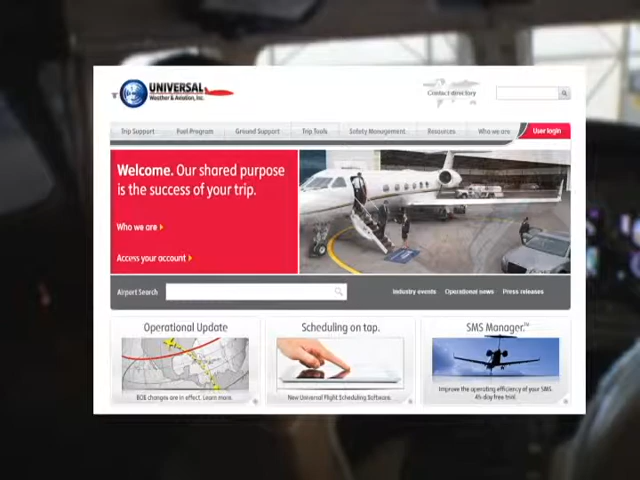 UNIVERSAL
Weather & Aviation, Inc.
Contact directory
Trip Support
Fuel Program
Ground Support
Trip Tools
Safety Management
Resources
Who we are
User login
Welcome. Our shared purpose
is the success of your trip.
Who we are
Access your account
Airport Search
Industry events
Operational news
Press releases
Operational Update
changes are in effect. Learn more.
Scheduling on tap.
New Universal Flight Scheduling Software.
SMS Manager.™
Improve the operating efficiency of your SMS.
45-day free trial.